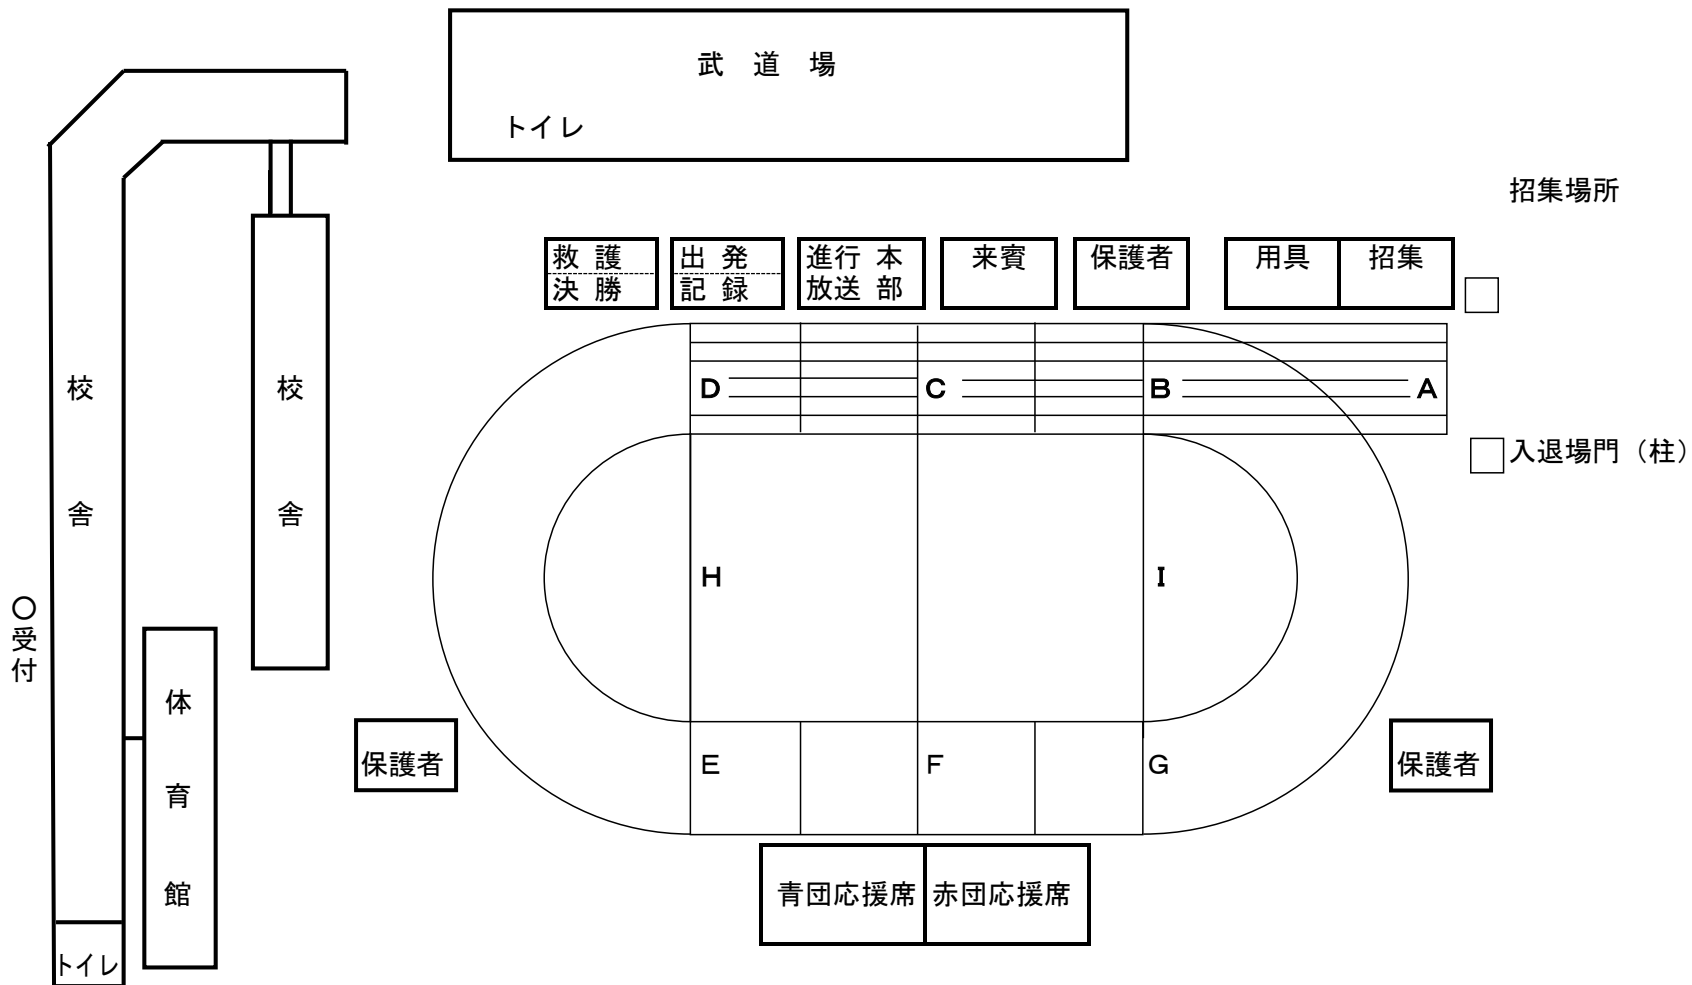 武 道 場
トイレ
招集場所
救 護
決 勝
出 発
記 録
進行 本
放送 部
来賓
保護者
用具
招集
校舎
校舎
D
C
B
A
入退場門（柱）
H
I
〇受付
体育館
保護者
E
F
G
保護者
青団応援席
赤団応援席
トイレ